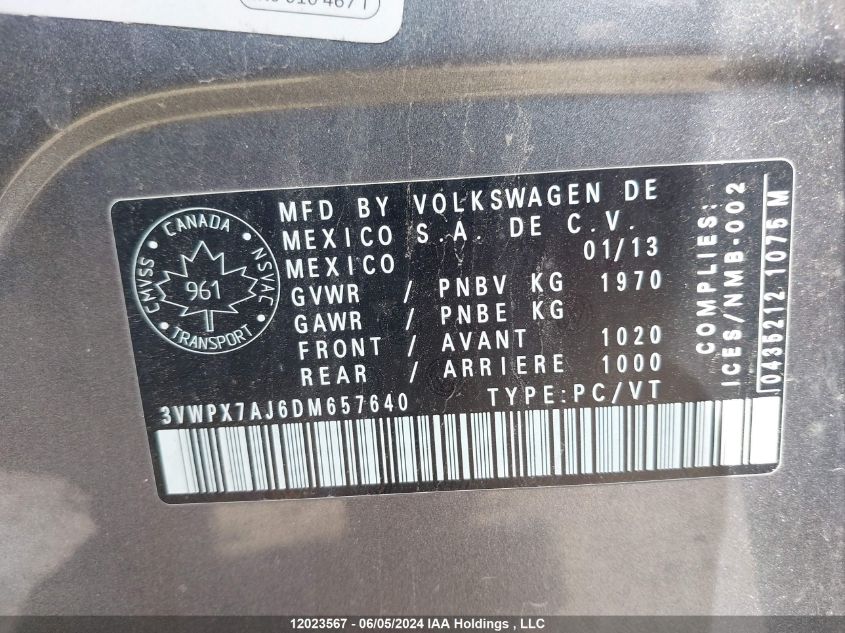 MFD BY VOLKSWAGEN DE
MEXICO S.A. DE C.V.
MEXICO 01/13
GVWR / PNBV KG 1970
GAWR / PNBE KG
FRONT / AVANT 1020
REAR / ARRIERE 1000
3VWPX7AJ6DM657640 TYPE:PC/VT
CANADA
CMVSS NSVAC
961
TRANSPORT
COMPLIES:
ICES/NMB-002
0435212 1075 M
12023567 - 06/05/2024 IAA Holdings , LLC